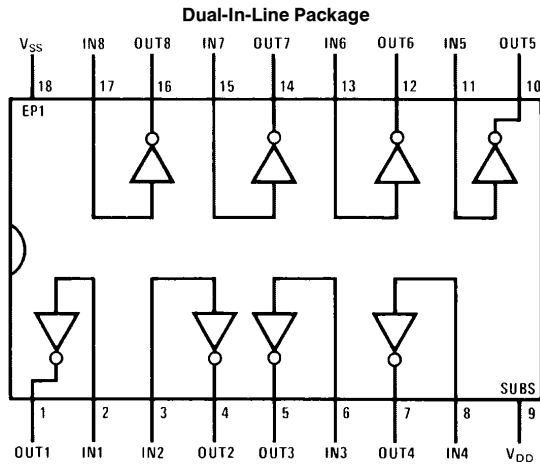 Dual-In-Line Package
VSS IN8 OUT8 IN7 OUT7 IN6 OUT6 IN5 OUT5
18 17 16 15 14 13 12 11 10
EP1
SUBS
1 2 3 4 5 6 7 8 9
OUT1 IN1 IN2 OUT2 OUT3 IN3 OUT4 IN4 VDD